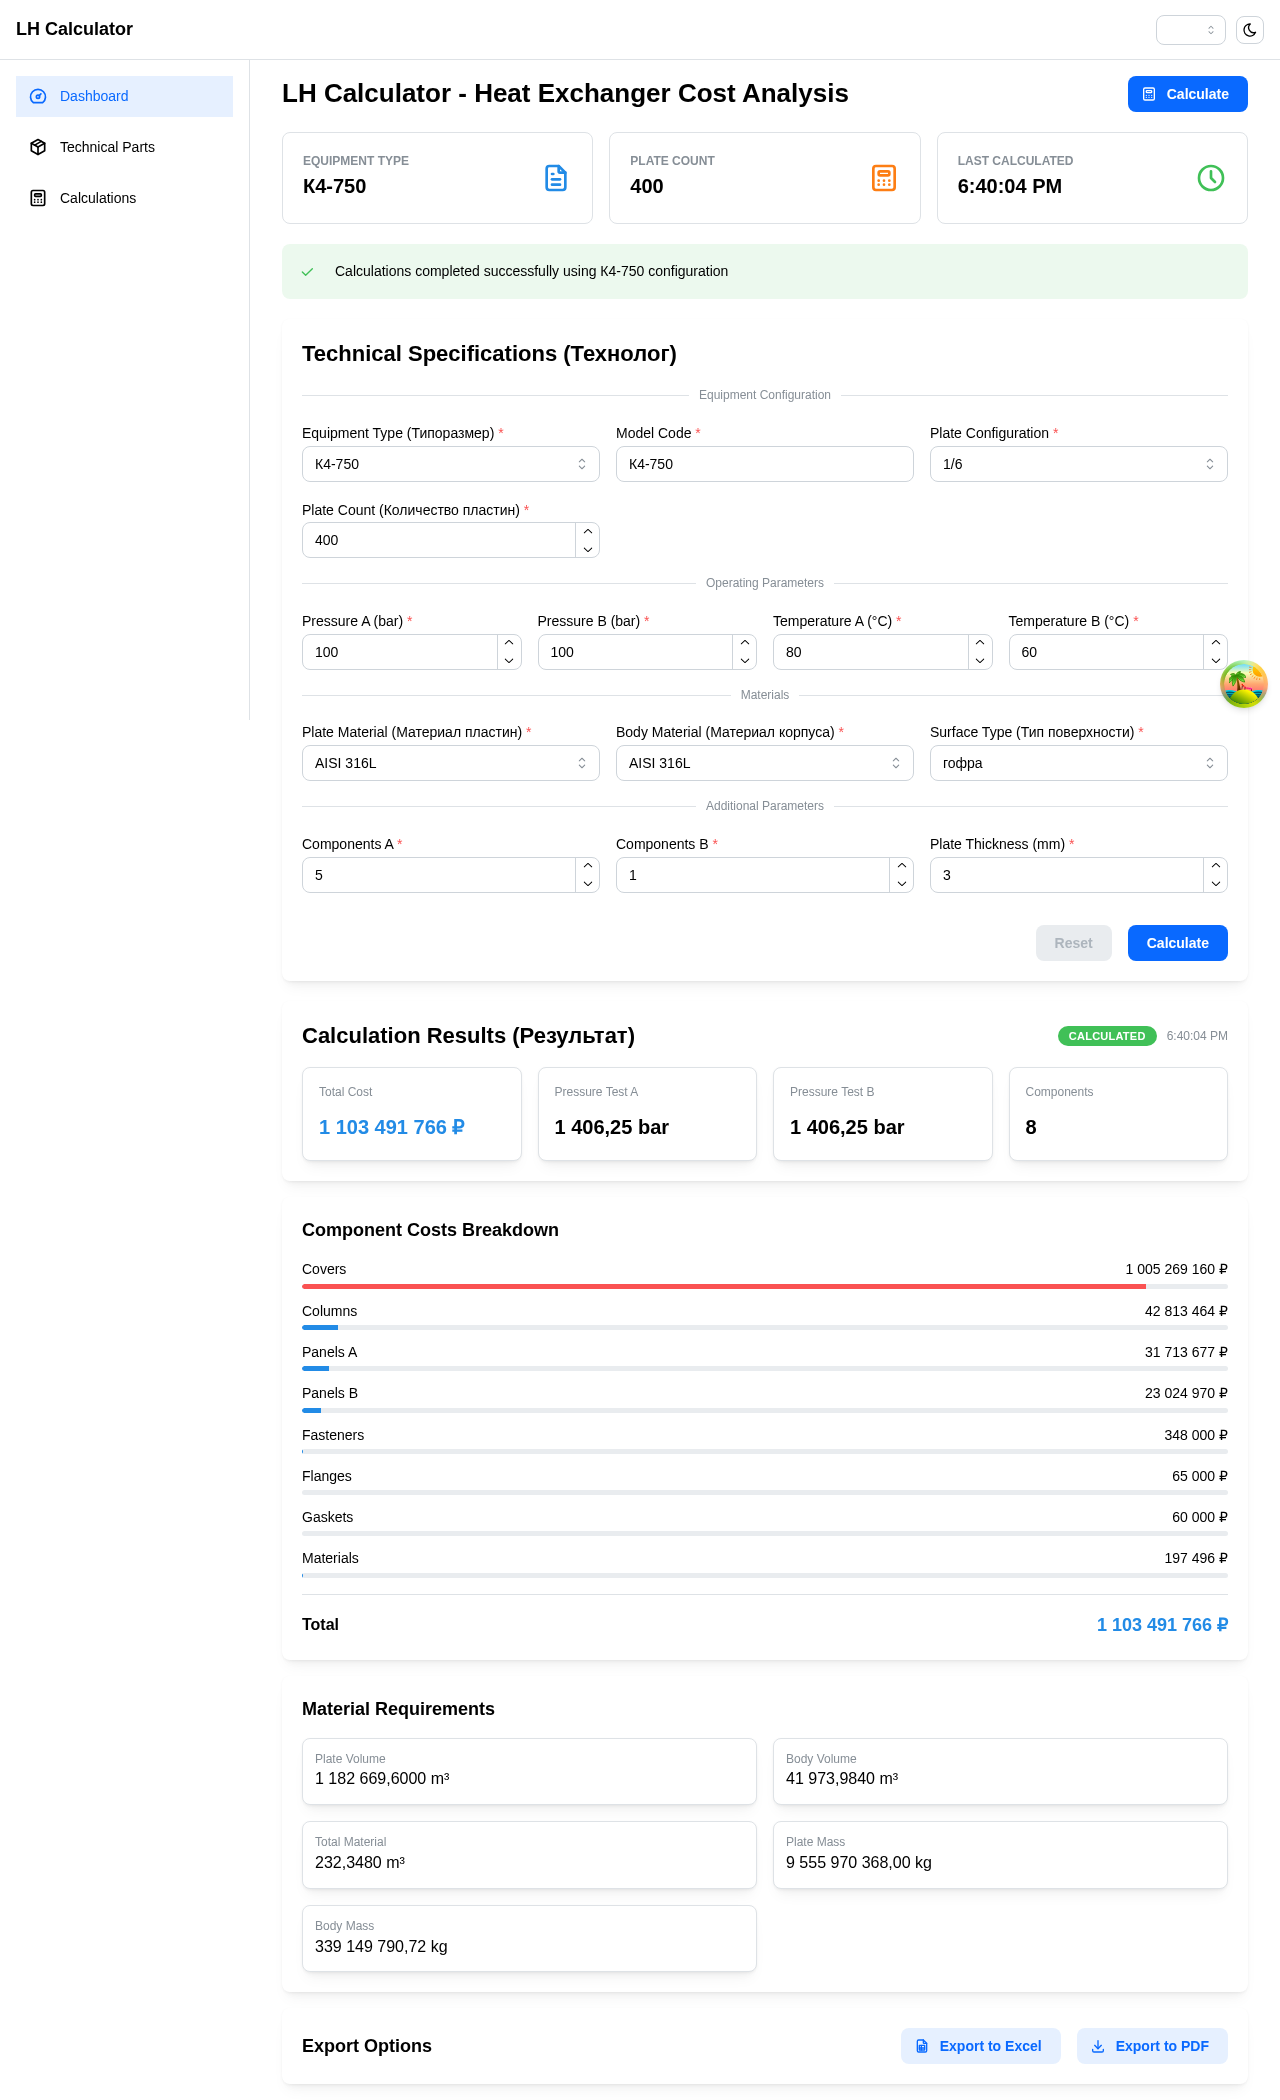 LH Calculator
Dashboard
Technical Parts
Calculations
LH Calculator - Heat Exchanger Cost Analysis
Calculate
EQUIPMENT TYPE
К4-750
PLATE COUNT
400
LAST CALCULATED
6:40:04 PM
Calculations completed successfully using К4-750 configuration
Technical Specifications (Технолог)
Equipment Configuration
Equipment Type (Типоразмер) *
К4-750
Model Code *
К4-750
Plate Configuration *
1/6
Plate Count (Количество пластин) *
400
Operating Parameters
Pressure A (bar) *
100
Pressure B (bar) *
100
Temperature A (°C) *
80
Temperature B (°C) *
60
Materials
Plate Material (Материал пластин) *
AISI 316L
Body Material (Материал корпуса) *
AISI 316L
Surface Type (Тип поверхности) *
гофра
Additional Parameters
Components A *
5
Components B *
1
Plate Thickness (mm) *
3
Reset
Calculate
Calculation Results (Результат)
CALCULATED
6:40:04 PM
Total Cost
1 103 491 766 ₽
Pressure Test A
1 406,25 bar
Pressure Test B
1 406,25 bar
Components
8
Component Costs Breakdown
Covers
1 005 269 160 ₽
Columns
42 813 464 ₽
Panels A
31 713 677 ₽
Panels B
23 024 970 ₽
Fasteners
348 000 ₽
Flanges
65 000 ₽
Gaskets
60 000 ₽
Materials
197 496 ₽
Total
1 103 491 766 ₽
Material Requirements
Plate Volume
1 182 669,6000 m³
Body Volume
41 973,9840 m³
Total Material
232,3480 m³
Plate Mass
9 555 970 368,00 kg
Body Mass
339 149 790,72 kg
Export Options
Export to Excel
Export to PDF